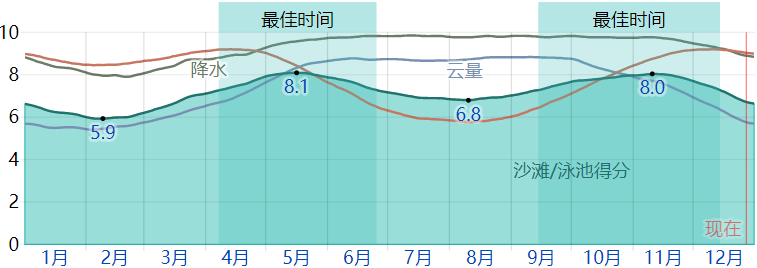 最佳时间 最佳时间
10
8
6
4
2
0
降水
云量
8.1
8.0
6.8
5.9
沙滩/泳池得分
现在
1月 2月 3月 4月 5月 6月 7月 8月 9月 10月 11月 12月